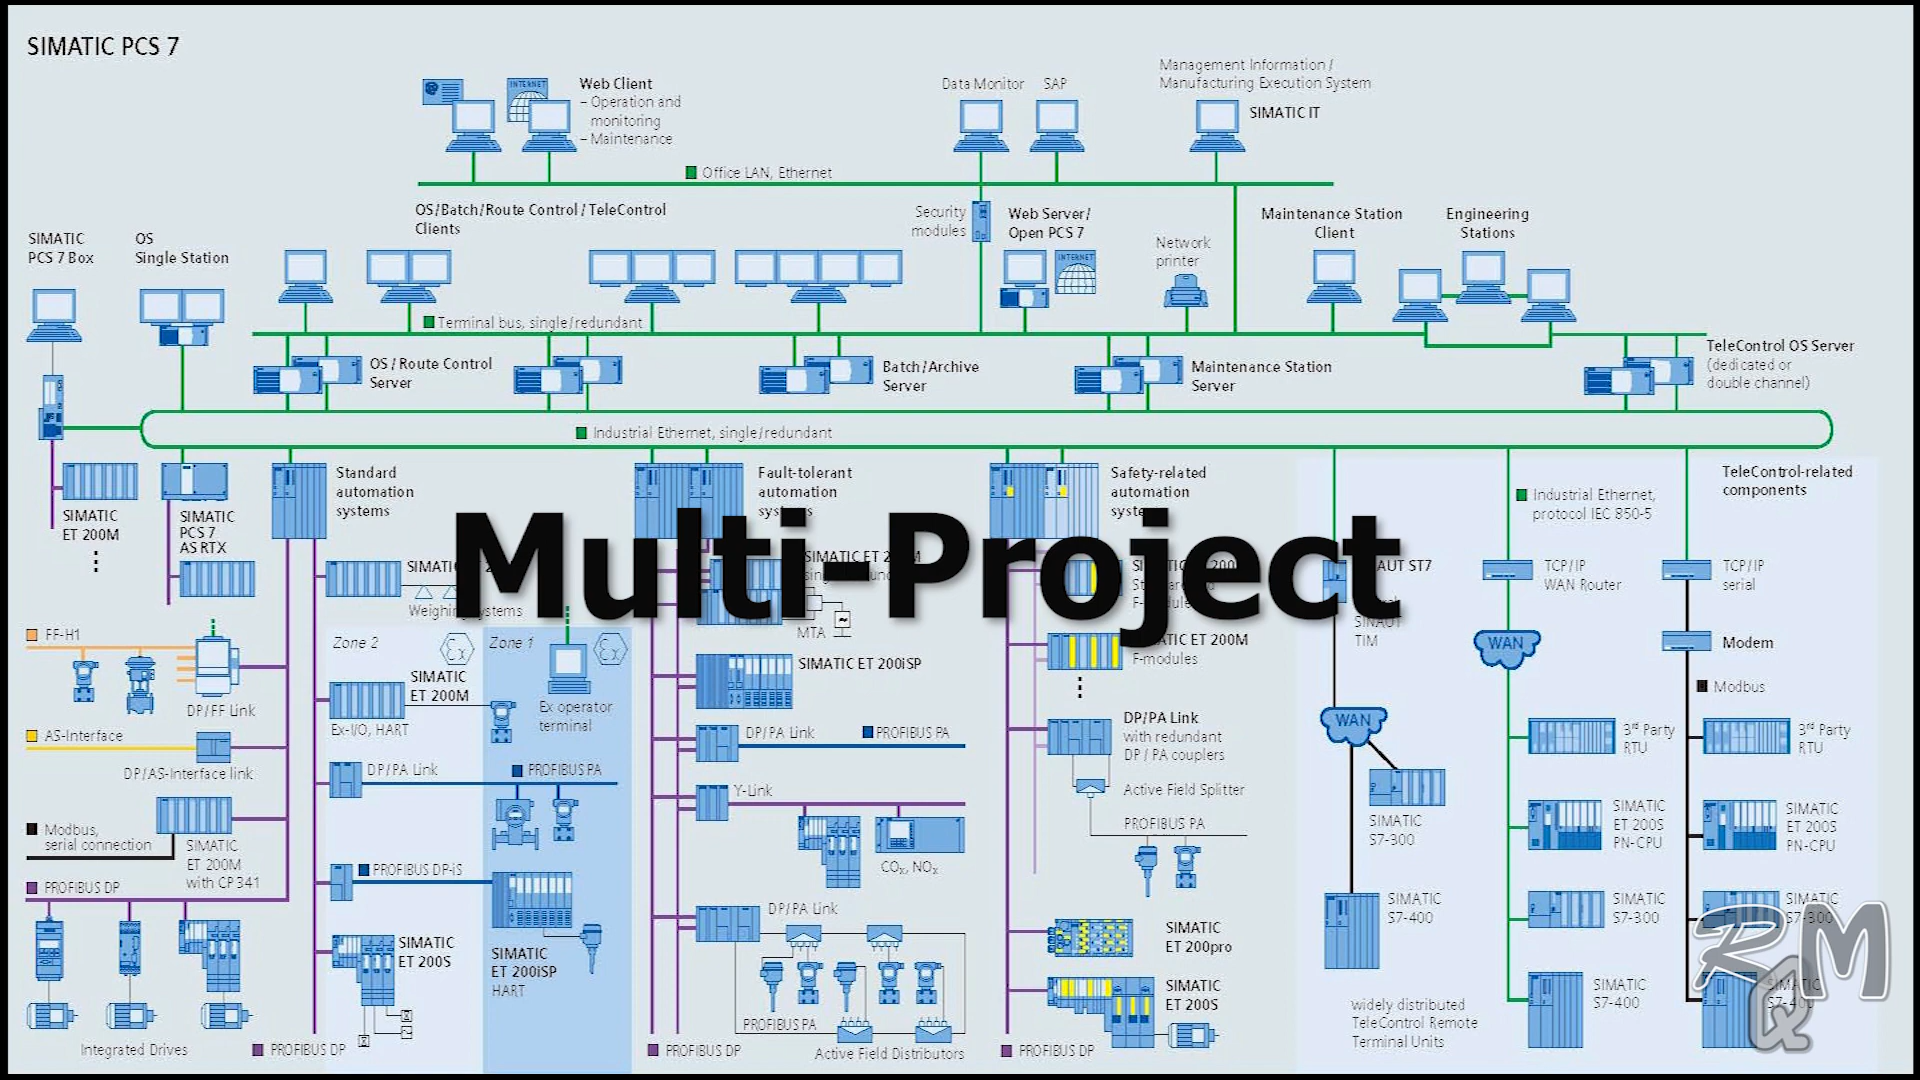 SIMATIC PCS 7
Web Client
– Operation and
monitoring
– Maintenance
INTERNET
Data Monitor
SAP
Management Information /
Manufacturing Execution System
SIMATIC IT
Office LAN, Ethernet
OS/Batch/Route Control / TeleControl
Clients
Security
modules
Web Server/
Open PCS 7
INTERNET
Network
printer
Maintenance Station
Client
Engineering
Stations
SIMATIC
PCS 7 Box
OS
Single Station
Terminal bus, single/redundant
OS / Route Control
Server
Batch/Archive
Server
Maintenance Station
Server
TeleControl OS Server
(dedicated or
double channel)
Industrial Ethernet, single/redundant
SIMATIC
ET 200M
SIMATIC
PCS 7
AS RTX
Standard
automation
systems
Fault-tolerant
automation
Safety-related
automation
TeleControl-related
components
Industrial Ethernet,
protocol IEC 850-5
Multi-Project
MTA
SINAUT
TIM
TCP/IP
WAN Router
TCP/IP
serial
FF-H1
DP/FF Link
Zone 2
Ex
Zone 1
Ex
SIMATIC
ET 200M
Ex-I/O, HART
Ex operator
terminal
SIMATIC ET 200iSP
F-modules
WAN
Modem
Modbus
AS-Interface
DP/AS-Interface link
DP/PA Link
PROFIBUS PA
DP/PA Link
PROFIBUS PA
DP/PA Link
with redundant
DP / PA couplers
Active Field Splitter
PROFIBUS PA
WAN
3rd Party
RTU
3rd Party
RTU
Y-Link
COx, NOx
SIMATIC
S7-300
SIMATIC
ET 200S
PN-CPU
SIMATIC
ET 200S
PN-CPU
Modbus,
serial connection
SIMATIC
ET 200M
with CP 341
PROFIBUS DP
PROFIBUS DP-iS
SIMATIC
ET 200S
SIMATIC
ET 200iSP
HART
DP/PA Link
PROFIBUS PA
Active Field Distributors
SIMATIC
ET 200pro
SIMATIC
ET 200S
SIMATIC
S7-400
SIMATIC
S7-300
S7-300
SIMATIC
S7-400
widely distributed
TeleControl Remote
Terminal Units
Integrated Drives
PROFIBUS DP
PROFIBUS DP
PROFIBUS DP
RQM